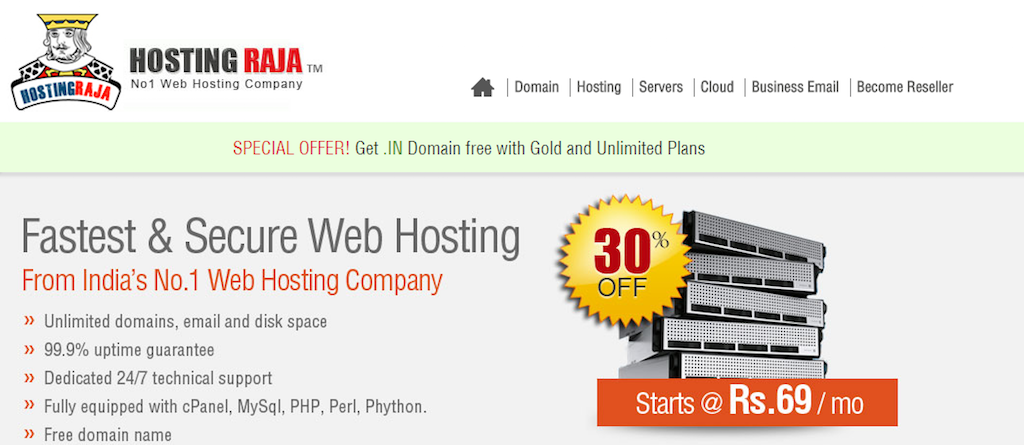 HOSTINGRAJA
HOSTING RAJA TM
No1 Web Hosting Company
Domain
Hosting
Servers
Cloud
Business Email
Become Reseller
SPECIAL OFFER! Get .IN Domain free with Gold and Unlimited Plans
Fastest & Secure Web Hosting
From India's No.1 Web Hosting Company
» Unlimited domains, email and disk space
» 99.9% uptime guarantee
» Dedicated 24/7 technical support
» Fully equipped with cPanel, MySql, PHP, Perl, Phython.
» Free domain name
30%
OFF
Starts @ Rs.69 / mo